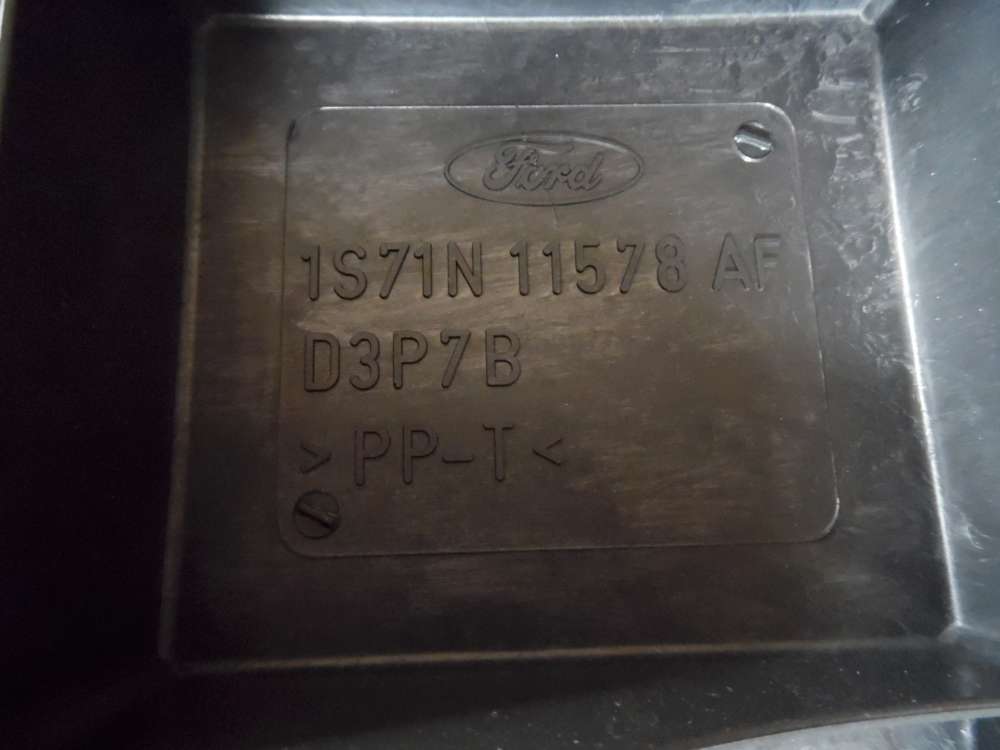 Ford
1S71N 11578 AF
D3P7B
>PP-T<